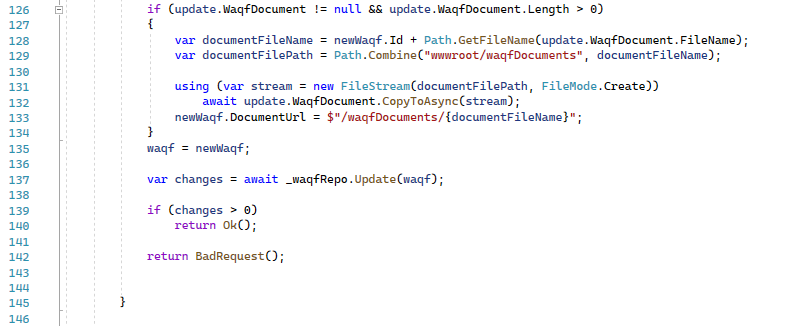 126 if (update.WaqfDocument != null && update.WaqfDocument.Length > 0)
127 {
128 var documentFileName = newWaqf.Id + Path.GetFileName(update.WaqfDocument.FileName);
129 var documentFilePath = Path.Combine("wwwroot/waqfDocuments", documentFileName);
130
131 using (var stream = new FileStream(documentFilePath, FileMode.Create))
132 await update.WaqfDocument.CopyToAsync(stream);
133 newWaqf.DocumentUrl = $"/waqfDocuments/{documentFileName}";
134 }
135 waqf = newWaqf;
136
137 var changes = await _waqfRepo.Update(waqf);
138
139 if (changes > 0)
140 return Ok();
141
142 return BadRequest();
143
144
145 }
146